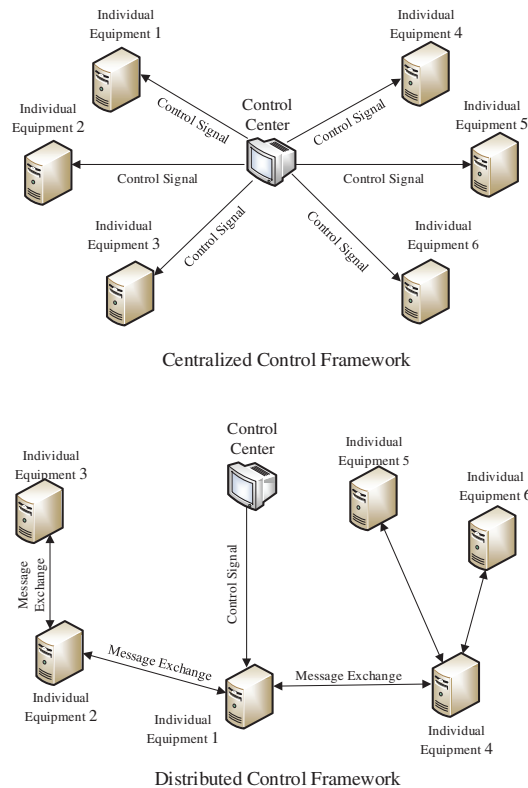 Individual
Equipment 1
Individual
Equipment 4
Control
Center
Control Signal
Control Signal
Individual
Equipment 2
Individual
Equipment 5
Control Signal
Control Signal
Individual
Equipment 3
Control Signal
Control Signal
Individual
Equipment 6
Centralized Control Framework
Control
Center
Individual
Equipment 3
Individual
Equipment 5
Individual
Equipment 6
Message
Exchange
Control Signal
Message Exchange
Message Exchange
Individual
Equipment 2
Individual
Equipment 1
Individual
Equipment 4
Distributed Control Framework